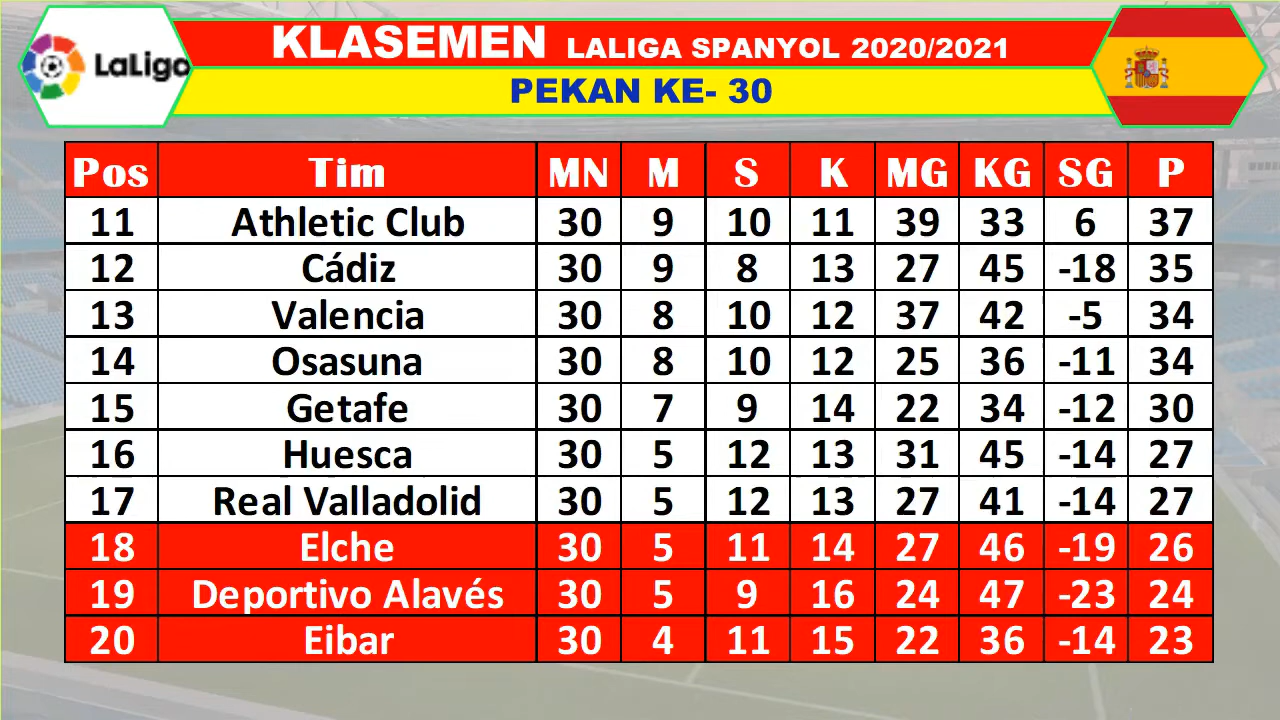 LaLiga
KLASEMEN LALIGA SPANYOL 2020/2021
PEKAN KE- 30
Pos Tim MN M S K MG KG SG P
11 Athletic Club 30 9 10 11 39 33 6 37
12 Cádiz 30 9 8 13 27 45 -18 35
13 Valencia 30 8 10 12 37 42 -5 34
14 Osasuna 30 8 10 12 25 36 -11 34
15 Getafe 30 7 9 14 22 34 -12 30
16 Huesca 30 5 12 13 31 45 -14 27
17 Real Valladolid 30 5 12 13 27 41 -14 27
18 Elche 30 5 11 14 27 46 -19 26
19 Deportivo Alavés 30 5 9 16 24 47 -23 24
20 Eibar 30 4 11 15 22 36 -14 23